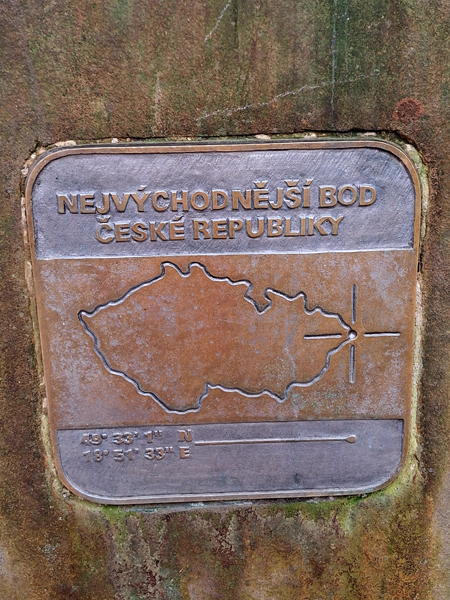 NEJVÝCHODNĚJŠÍ BOD
ČESKÉ REPUBLIKY
49° 33' 1" N
18° 51' 33" E